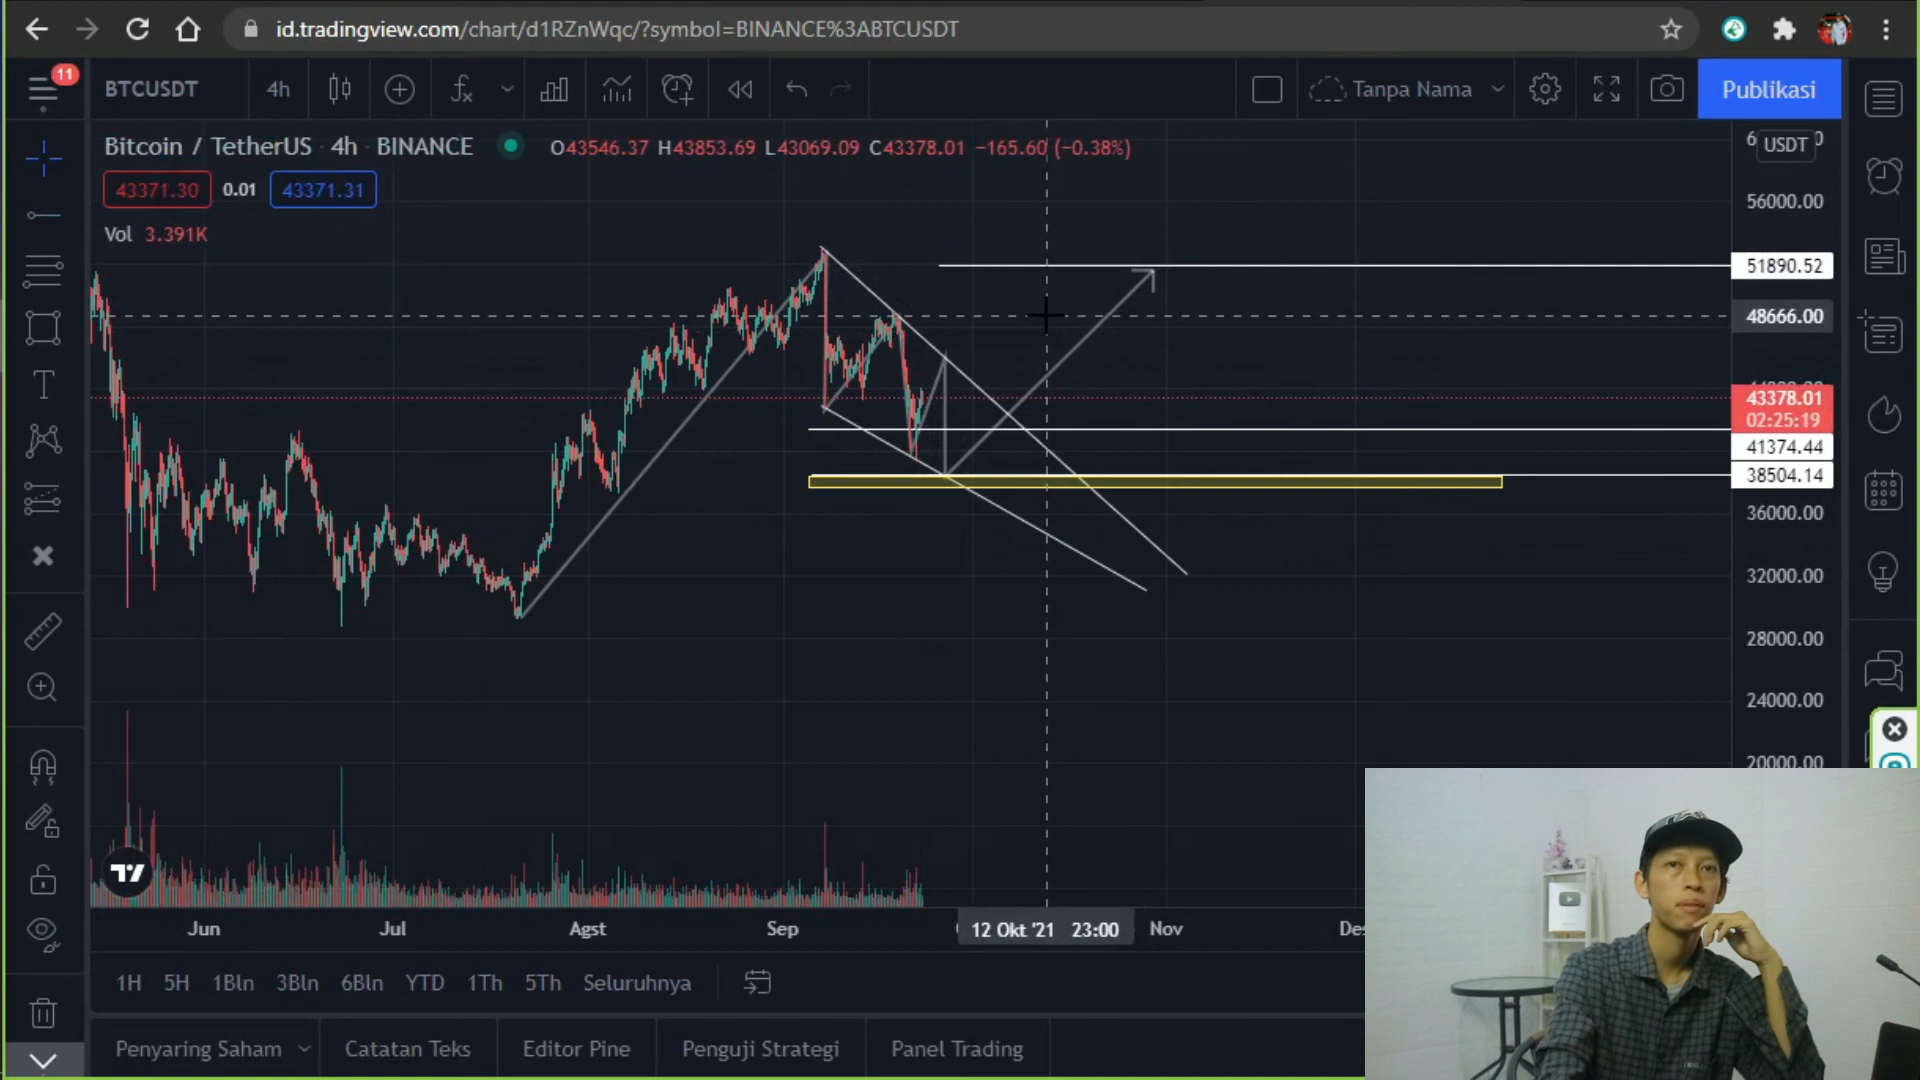 id.tradingview.com/chart/d1RZnWqc/?symbol=BINANCE%3ABTCUSDT
11
BTCUSDT
4h
Tanpa Nama
Publikasi
Bitcoin / TetherUS · 4h · BINANCE
O43546.37 H43853.69 L43069.09 C43378.01 −165.60 (−0.38%)
43371.30
0.01
43371.31
Vol 3.391K
USDT
56000.00
51890.52
48666.00
43378.01
02:25:19
41374.44
38504.14
36000.00
32000.00
28000.00
24000.00
20000.00
Jun
Jul
Agst
Sep
12 Okt '21 23:00
Nov
1H
5H
1Bln
3Bln
6Bln
YTD
1Th
5Th
Seluruhnya
Penyaring Saham
Catatan Teks
Editor Pine
Penguji Strategi
Panel Trading